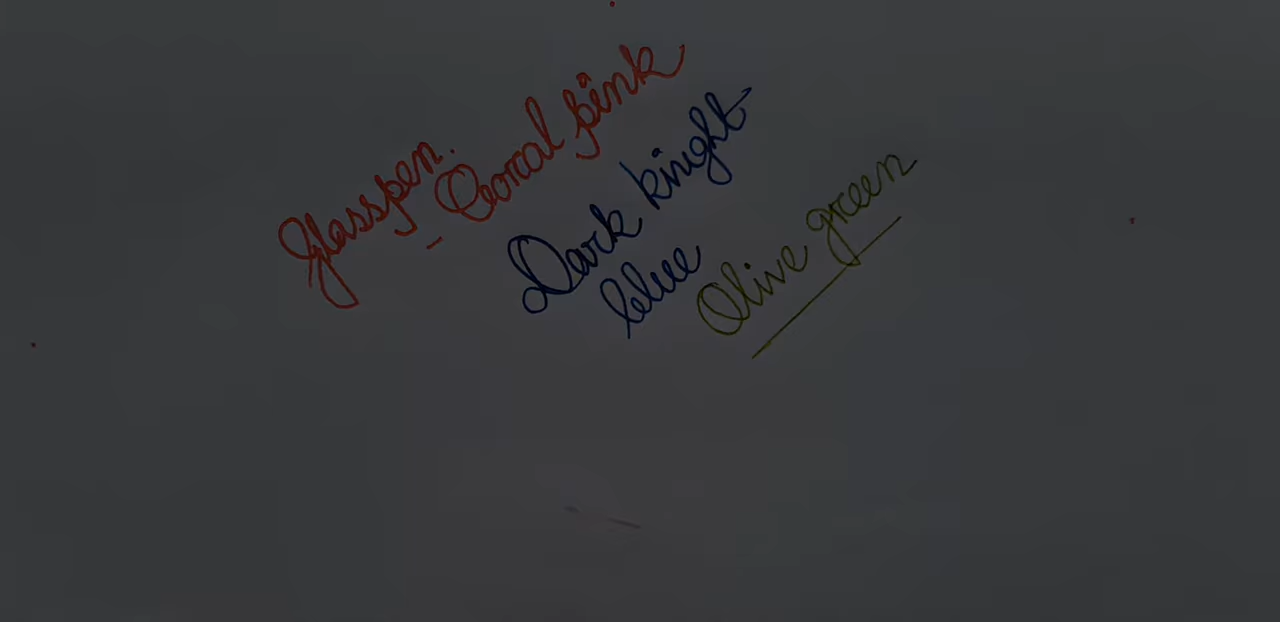 Glasspen.
- Coral pink
Dark knight
blue
Olive green